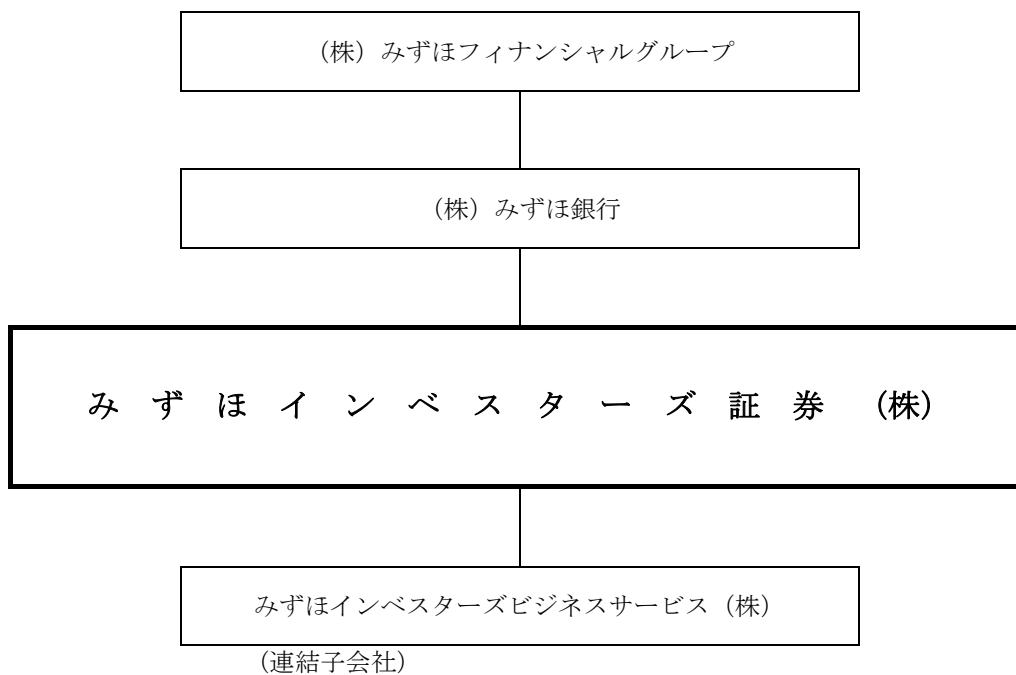 （株）みずほフィナンシャルグループ
（株）みずほ銀行
みずほインベスターズ証券 （株）
みずほインベスターズビジネスサービス（株）
（連結子会社）